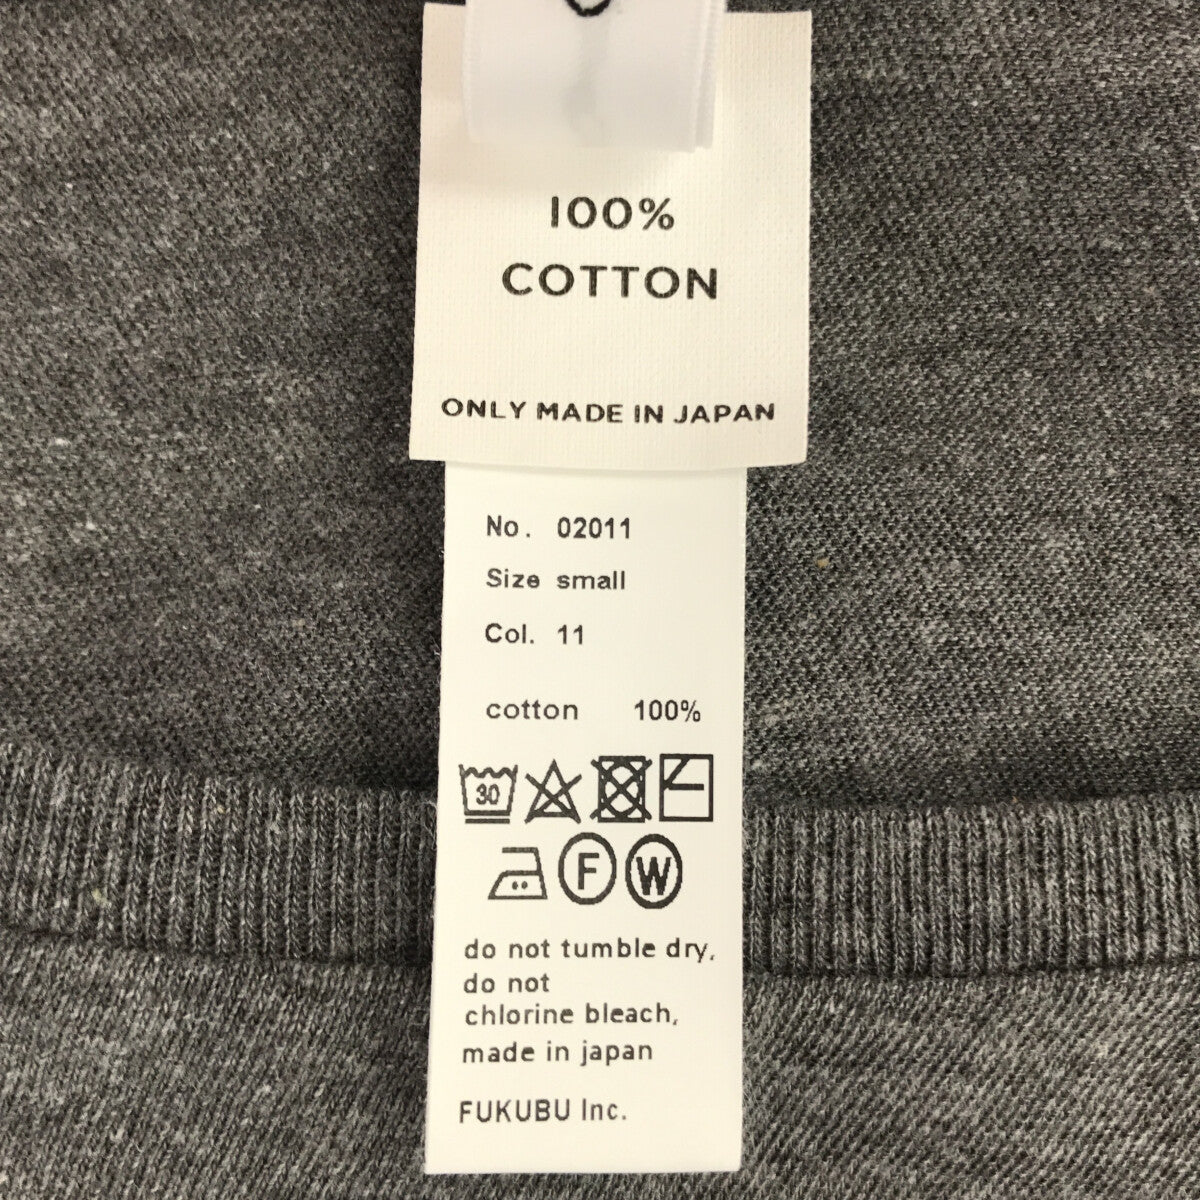 100%
COTTON
ONLY MADE IN JAPAN
No. 02011
Size small
Col. 11
cotton 100%
30
F W
do not tumble dry,
do not
chlorine bleach,
made in japan
FUKUBU Inc.